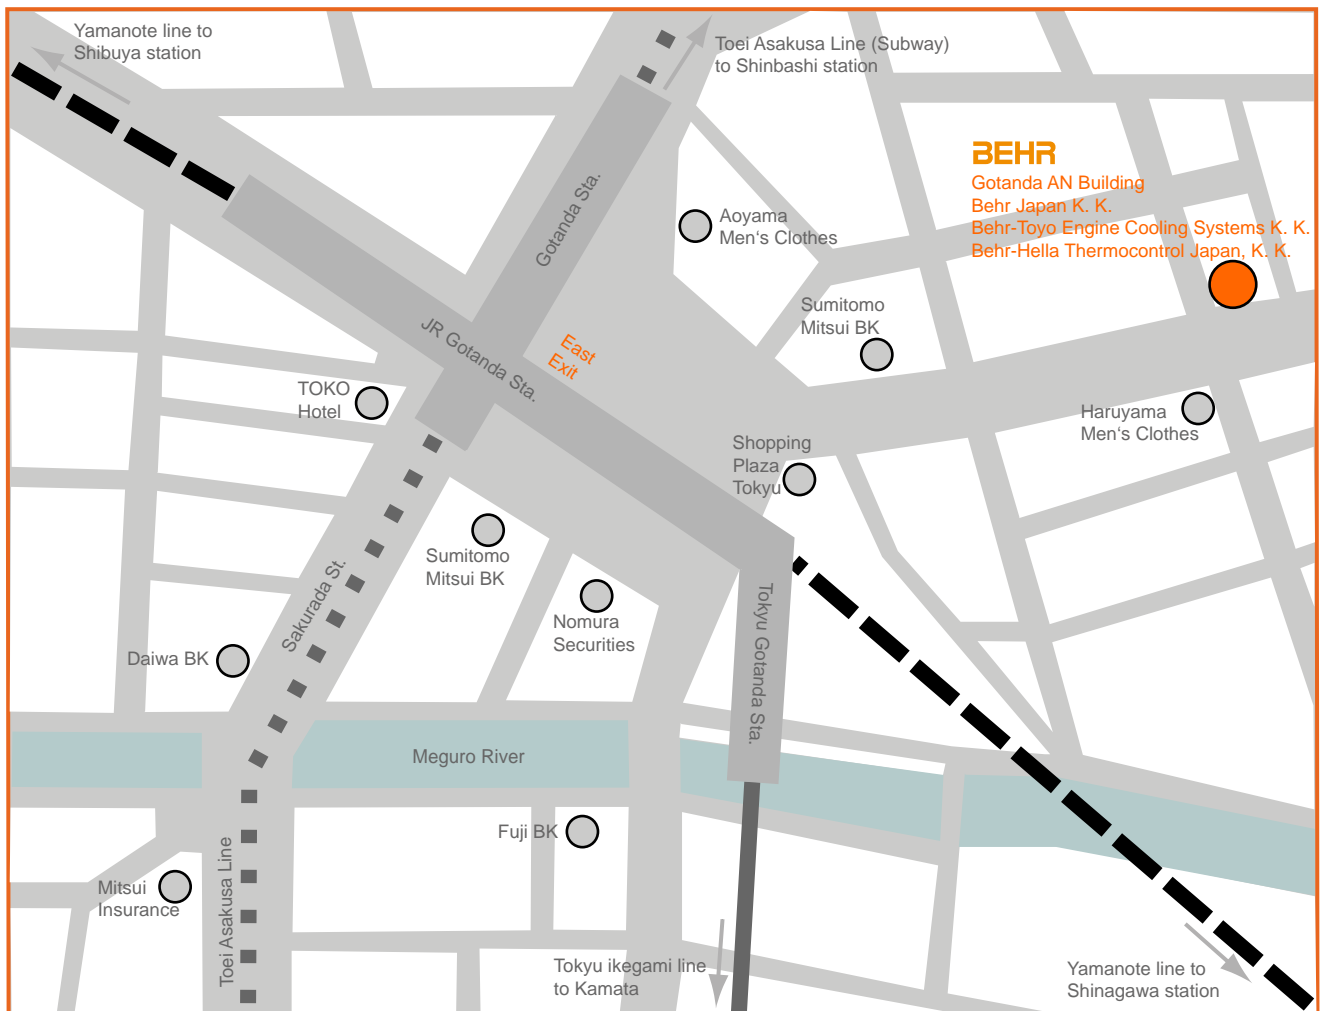 Yamanote line to
Shibuya station
Toei Asakusa Line (Subway)
to Shinbashi station
BEHR
Gotanda AN Building
Behr Japan K. K.
Behr-Toyo Engine Cooling Systems K. K.
Behr-Hella Thermocontrol Japan, K. K.
Gotanda Sta.
Aoyama
Men‘s Clothes
Sumitomo
Mitsui BK
JR Gotanda Sta.
East
Exit
TOKO
Hotel
Haruyama
Men‘s Clothes
Shopping
Plaza
Tokyu
Sumitomo
Mitsui BK
Sakurada St.
Nomura
Securities
Tokyu Gotanda Sta.
Daiwa BK
Meguro River
Fuji BK
Mitsui
Insurance
Toei Asakusa Line
Tokyu ikegami line
to Kamata
Yamanote line to
Shinagawa station